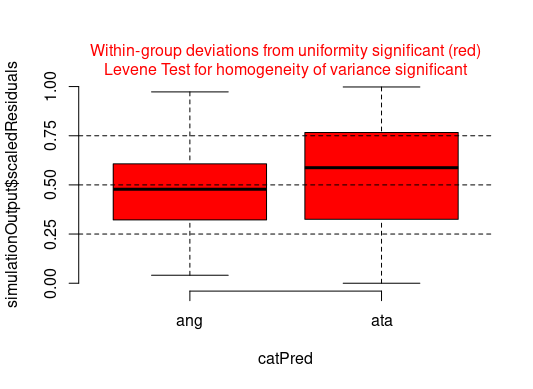 Within-group deviations from uniformity significant (red)
Levene Test for homogeneity of variance significant
simulationOutput$scaledResiduals
1.00
0.75
0.50
0.25
0.00
ang
ata
catPred